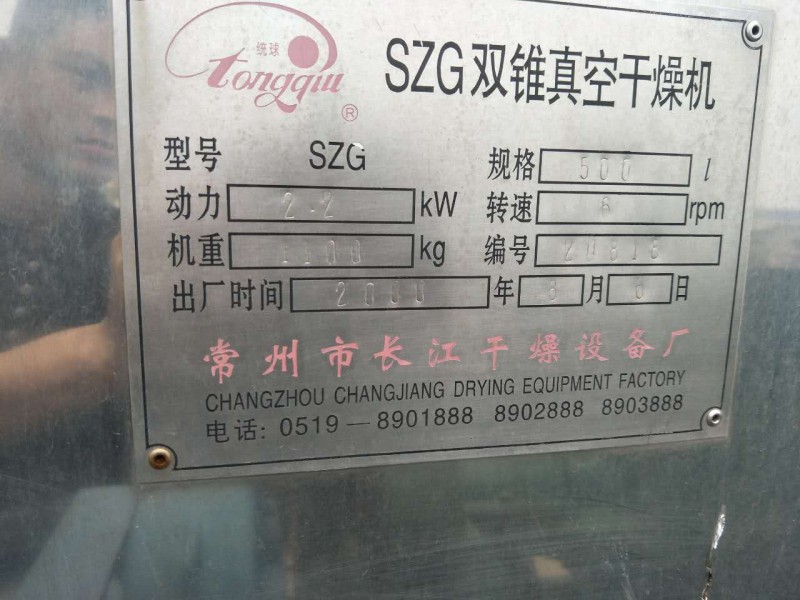 统球
tongqiu
®
SZG双锥真空干燥机
型号 SZG 规格 500 l
动力 2.2 kW 转速 6 rpm
机重 1100 kg 编号
出厂时间 年 月 日
常州市长江干燥设备厂
CHANGZHOU CHANGJIANG DRYING EQUIPMENT FACTORY
电话: 0519—8901888 8902888 8903888